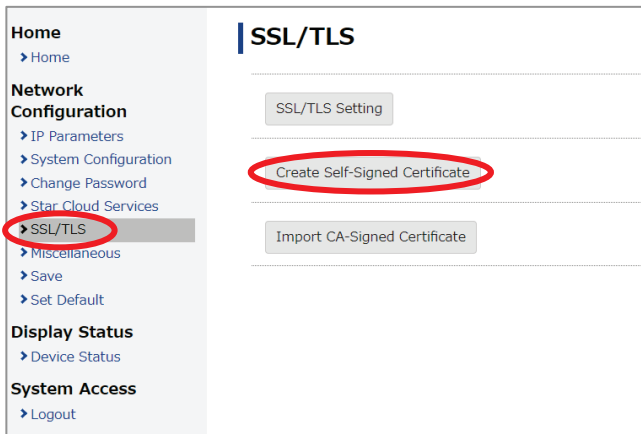 Home
Home
Network
Configuration
IP Parameters
System Configuration
Change Password
Star Cloud Services
SSL/TLS
Miscellaneous
Save
Set Default
Display Status
Device Status
System Access
Logout
SSL/TLS
SSL/TLS Setting
Create Self-Signed Certificate
Import CA-Signed Certificate